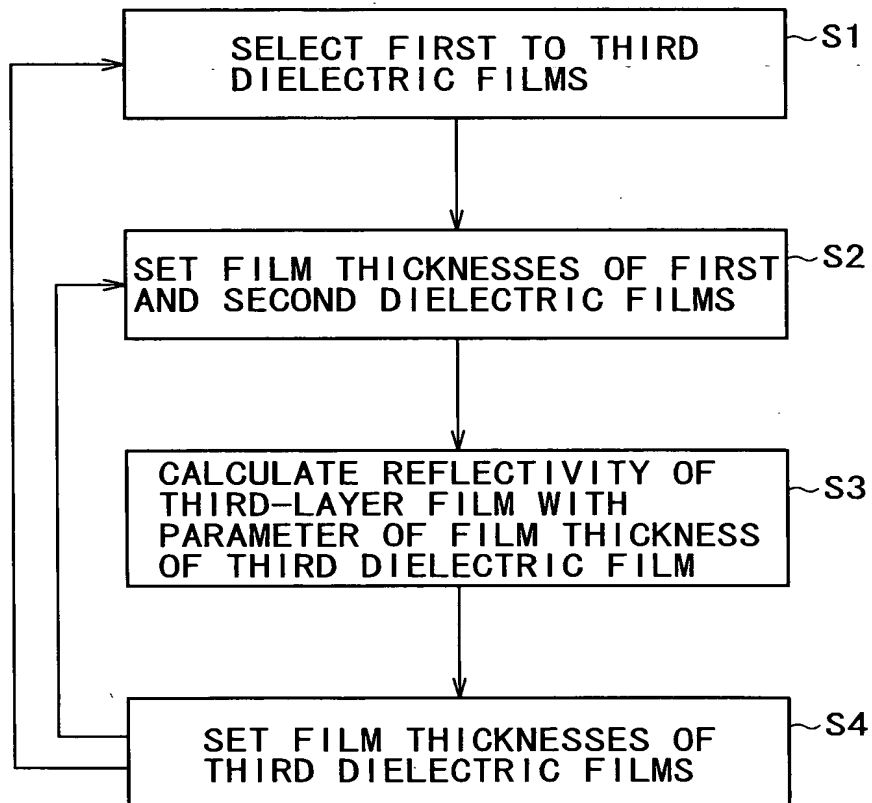 SELECT FIRST TO THIRD
DIELECTRIC FILMS
S1
SET FILM THICKNESSES OF FIRST
AND SECOND DIELECTRIC FILMS
S2
CALCULATE REFLECTIVITY OF
THIRD-LAYER FILM WITH
PARAMETER OF FILM THICKNESS
OF THIRD DIELECTRIC FILM
S3
SET FILM THICKNESSES OF
THIRD DIELECTRIC FILMS
S4